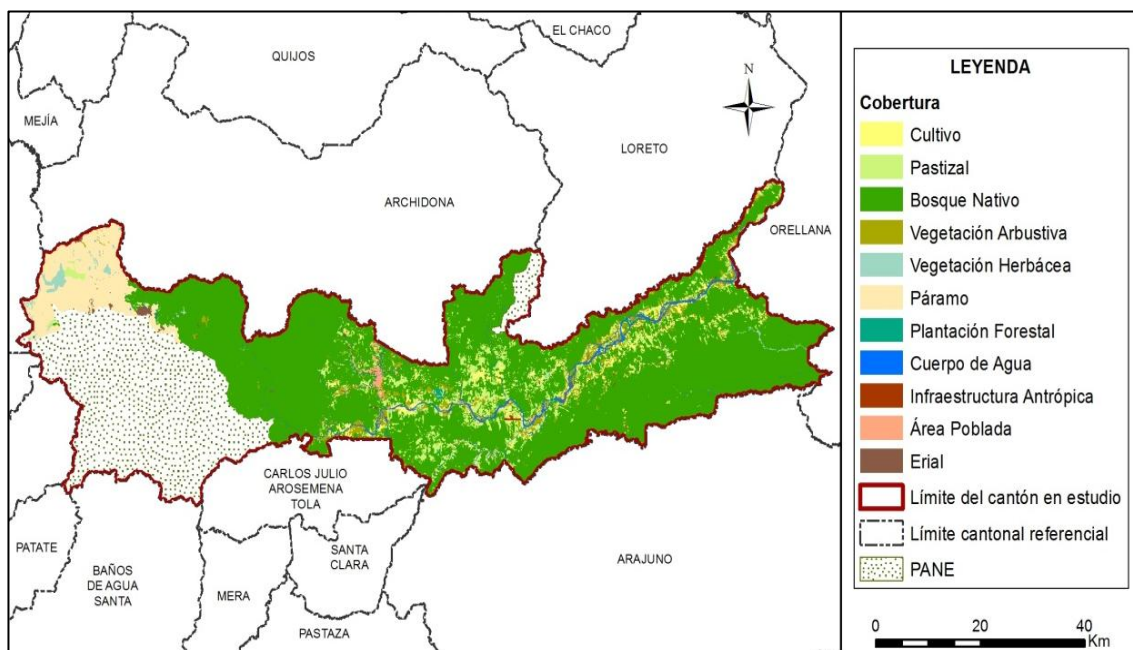 EL CHACO
QUIJOS
MEJÍA
N
LORETO
ARCHIDONA
ORELLANA
CARLOS JULIO
AROSEMENA
TOLA
PATATE
BAÑOS
DE AGUA
SANTA
MERA
SANTA
CLARA
ARAJUNO
PASTAZA
LEYENDA
Cobertura
Cultivo
Pastizal
Bosque Nativo
Vegetación Arbustiva
Vegetación Herbácea
Páramo
Plantación Forestal
Cuerpo de Agua
Infraestructura Antrópica
Área Poblada
Erial
Límite del cantón en estudio
Límite cantonal referencial
PANE
0 20 40
Km